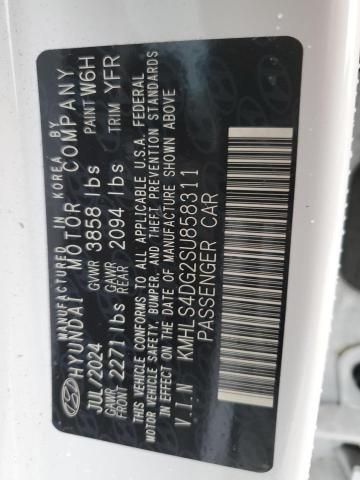 MANUFACTURED IN KOREA BY
HYUNDAI MOTOR COMPANY
JUL/2024 GVWR 3858 lbs PAINT W6H
GAWR FRONT 2271 lbs GAWR REAR 2094 lbs TRIM YFR
THIS VEHICLE CONFORMS TO ALL APPLICABLE U.S.A. FEDERAL
MOTOR VEHICLE SAFETY, BUMPER, AND THEFT PREVENTION STANDARDS
IN EFFECT ON THE DATE OF MANUFACTURE SHOWN ABOVE
V.I.N KMHLS4DG2SU858311
PASSENGER CAR